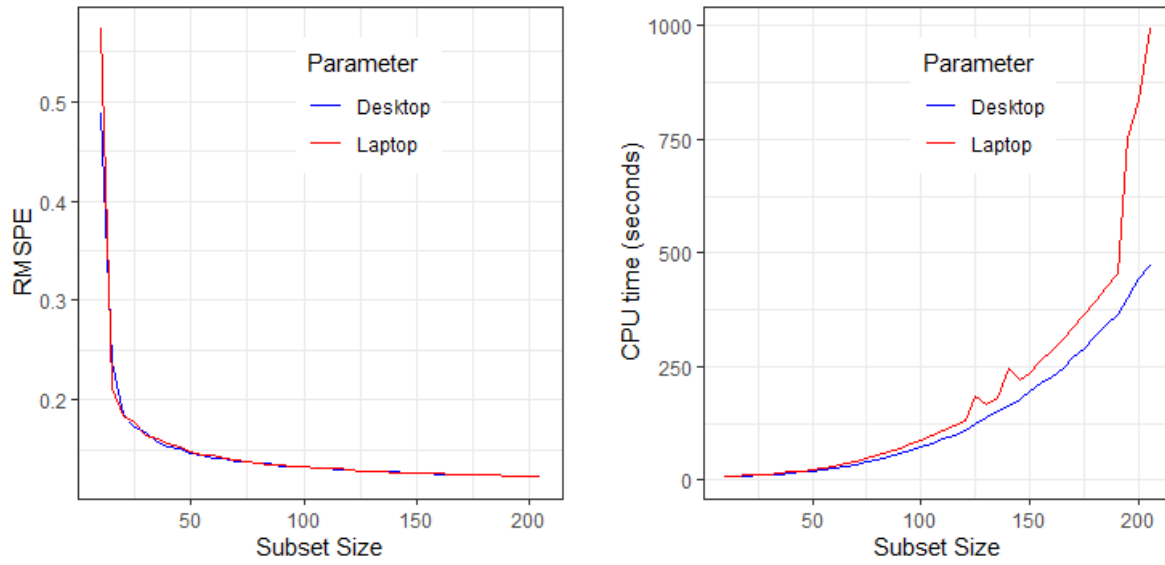 RMSPE
0.5
0.4
0.3
0.2
Parameter
Desktop
Laptop
50
100
150
200
Subset Size
CPU time (seconds)
1000
750
500
250
0
Parameter
Desktop
Laptop
50
100
150
200
Subset Size